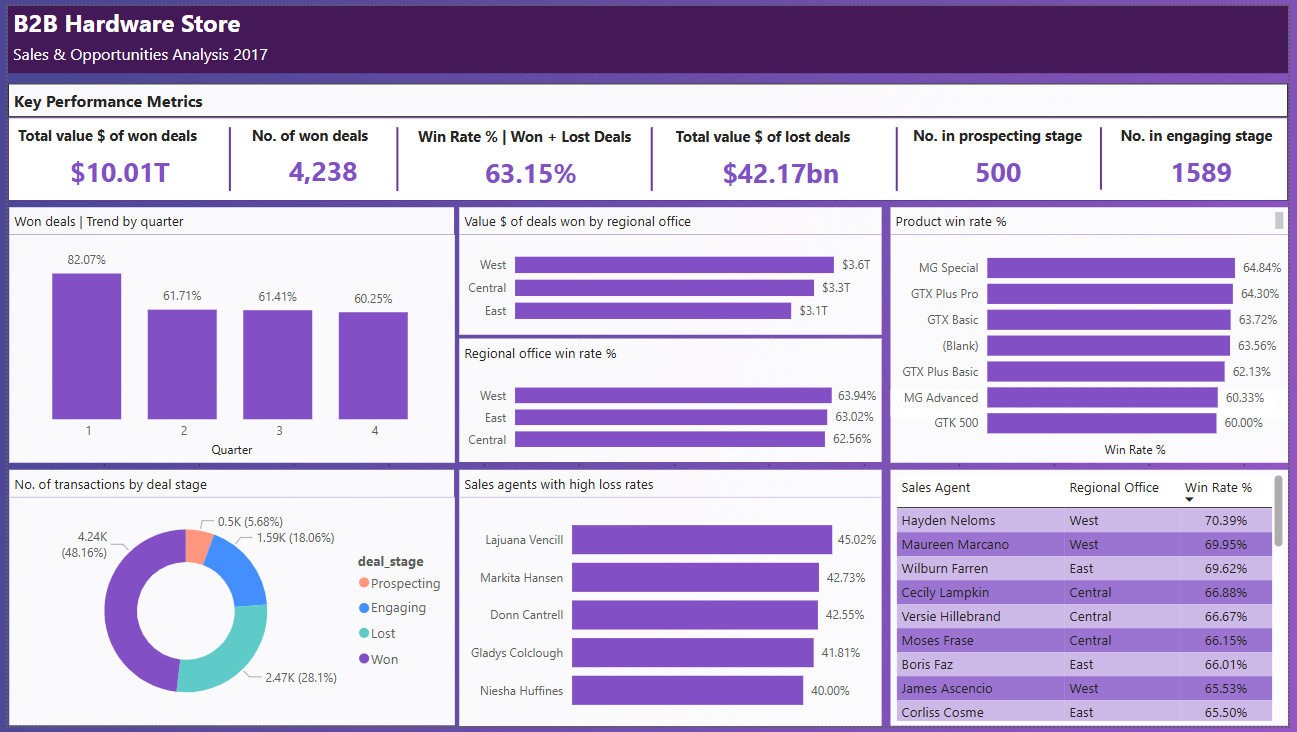 B2B Hardware Store
Sales & Opportunities Analysis 2017
Key Performance Metrics
Total value $ of won deals
$10.01T
No. of won deals
4,238
Win Rate % | Won + Lost Deals
63.15%
Total value $ of lost deals
$42.17bn
No. in prospecting stage
500
No. in engaging stage
1589
Won deals | Trend by quarter
82.07%
61.71%
61.41%
60.25%
1
2
3
4
Quarter
Value $ of deals won by regional office
West $3.6T
Central $3.3T
East $3.1T
Regional office win rate %
West 63.94%
East 63.02%
Central 62.56%
Product win rate %
MG Special 64.84%
GTX Plus Pro 64.30%
GTX Basic 63.72%
(Blank) 63.56%
GTX Plus Basic 62.13%
MG Advanced 60.33%
GTK 500 60.00%
Win Rate %
No. of transactions by deal stage
0.5K (5.68%)
1.59K (18.06%)
2.47K (28.1%)
4.24K
(48.16%)
deal_stage
Prospecting
Engaging
Lost
Won
Sales agents with high loss rates
Lajuana Vencill 45.02%
Markita Hansen 42.73%
Donn Cantrell 42.55%
Gladys Colclough 41.81%
Niesha Huffines 40.00%
Sales Agent Regional Office Win Rate %
Hayden Neloms West 70.39%
Maureen Marcano West 69.95%
Wilburn Farren East 69.62%
Cecily Lampkin Central 66.88%
Versie Hillebrand Central 66.67%
Moses Frase Central 66.15%
Boris Faz East 66.01%
James Ascencio West 65.53%
Corliss Cosme East 65.50%